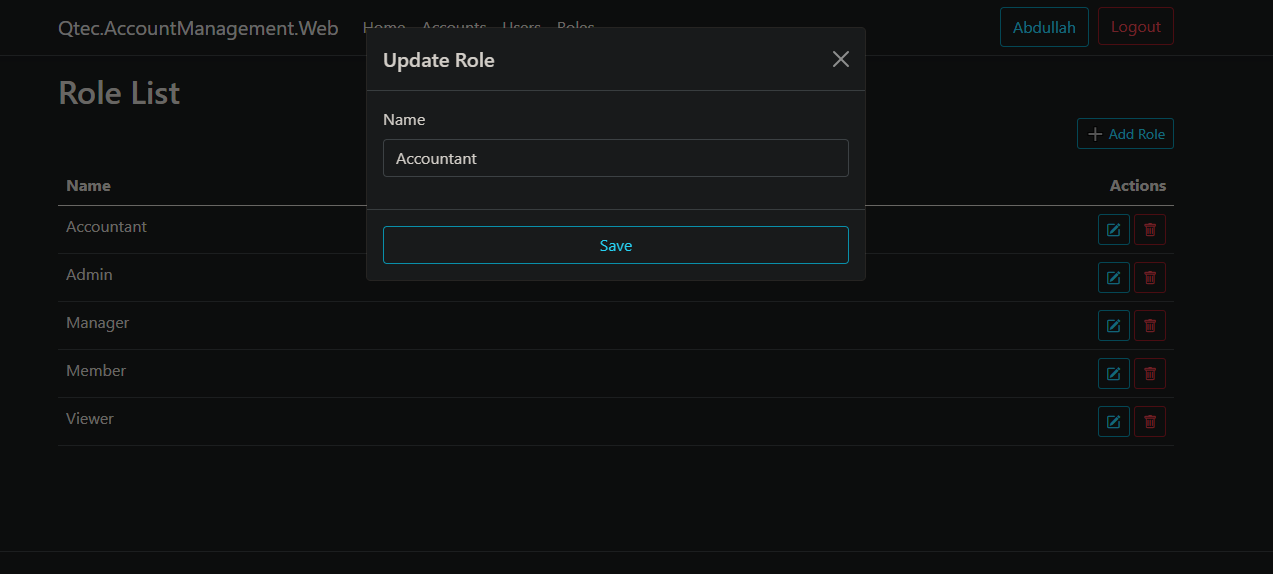 Qtec.AccountManagement.Web Home Accounts Users Roles Abdullah Logout
Update Role
Role List
Name
Accountant
Add Role
Name Actions
Accountant
Save
Admin
Manager
Member
Viewer